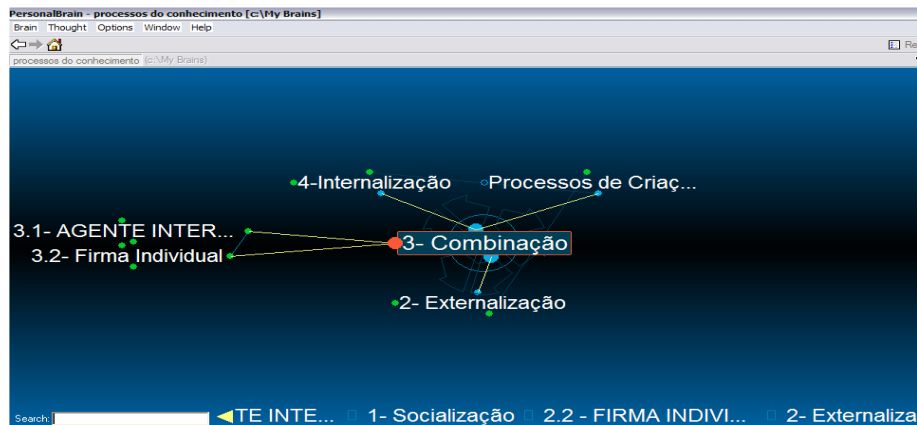 PersonalBrain - processos do conhecimento [c:\My Brains]
Brain Thought Options Window Help
Re
processos do conhecimento (c:\My Brains)
4-Internalização Processos de Criaç...
3.1- AGENTE INTER...
3- Combinação
3.2- Firma Individual
2- Externalização
Search: TE INTE... 1- Socialização 2.2 - FIRMA INDIVI... 2- Externaliza